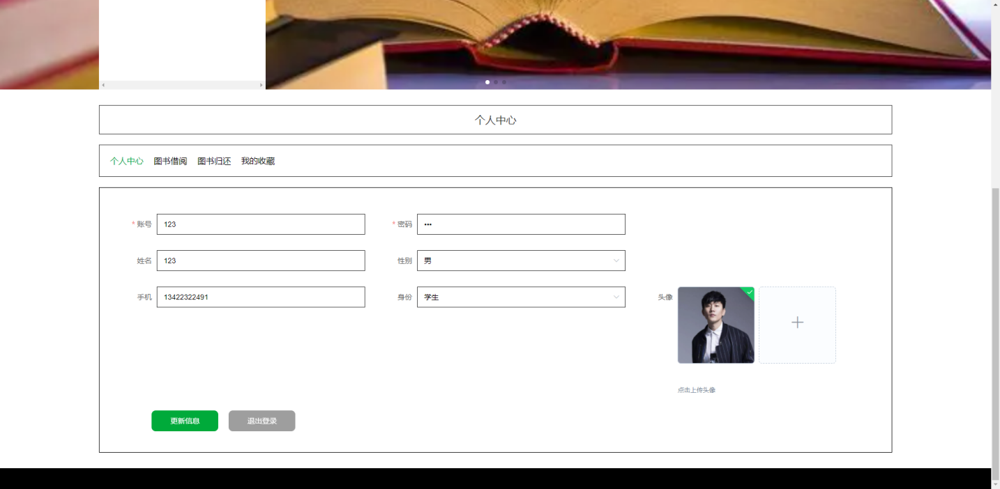 个人中心
个人中心 图书借阅 图书归还 我的收藏
* 账号 123 * 密码 •••
姓名 123 性别 男
手机 13422322491 身份 学生 头像
点击上传头像
更新信息 退出登录